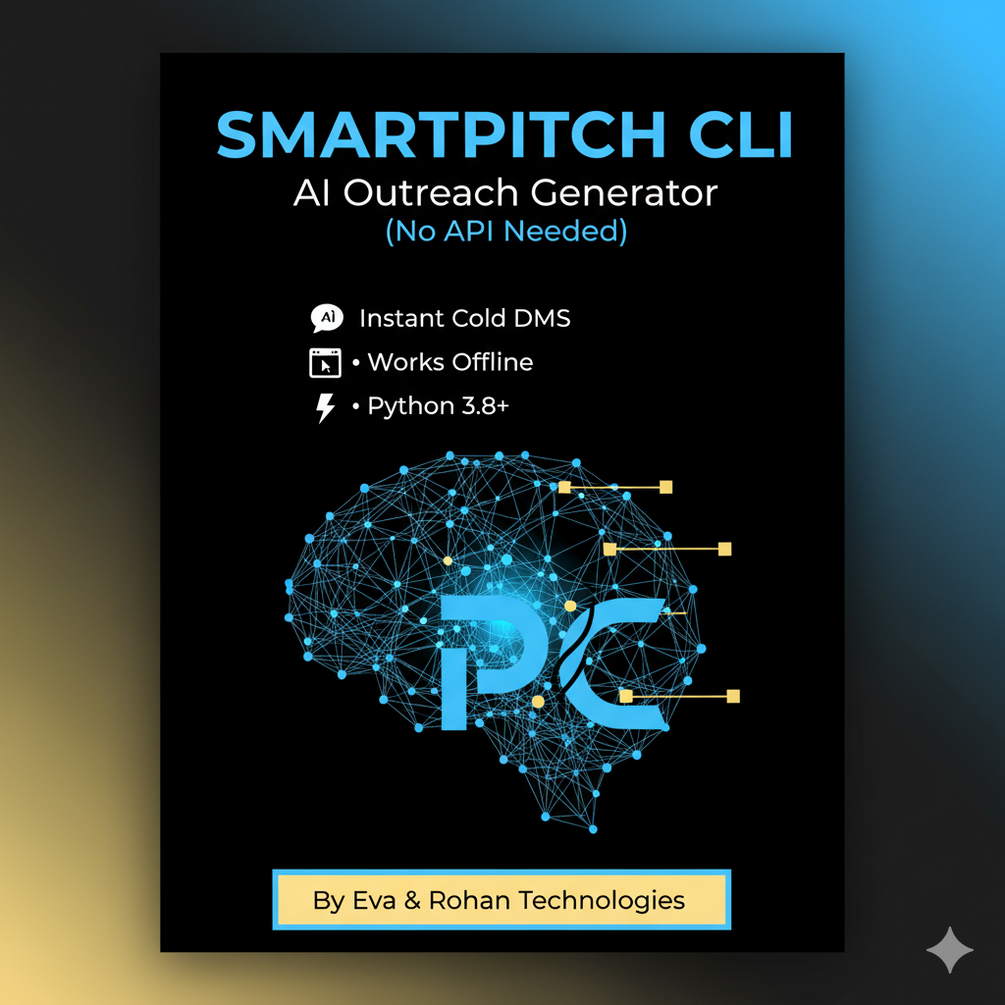 SMARTPITCH CLI
AI Outreach Generator
(No API Needed)
Ai Instant Cold DMS
• Works Offline
• Python 3.8+
PC
By Eva & Rohan Technologies